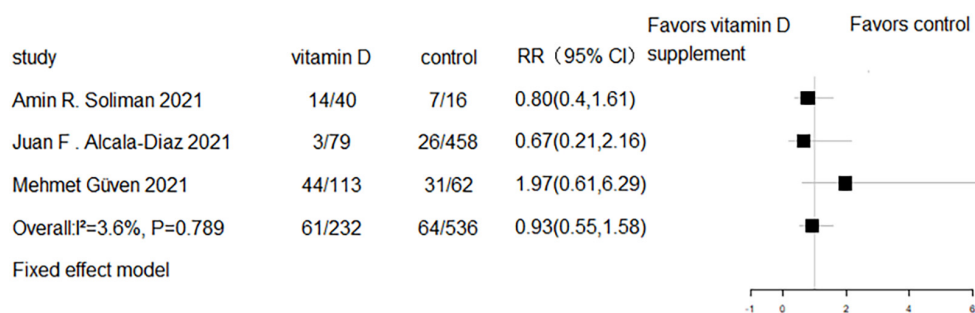 Favors vitamin D supplement Favors control
study vitamin D control RR（95% CI）
Amin R. Soliman 2021 14/40 7/16 0.80(0.4,1.61)
Juan F . Alcala-Diaz 2021 3/79 26/458 0.67(0.21,2.16)
Mehmet Güven 2021 44/113 31/62 1.97(0.61,6.29)
Overall:I²=3.6%, P=0.789 61/232 64/536 0.93(0.55,1.58)
Fixed effect model
-1 0 2 4 6